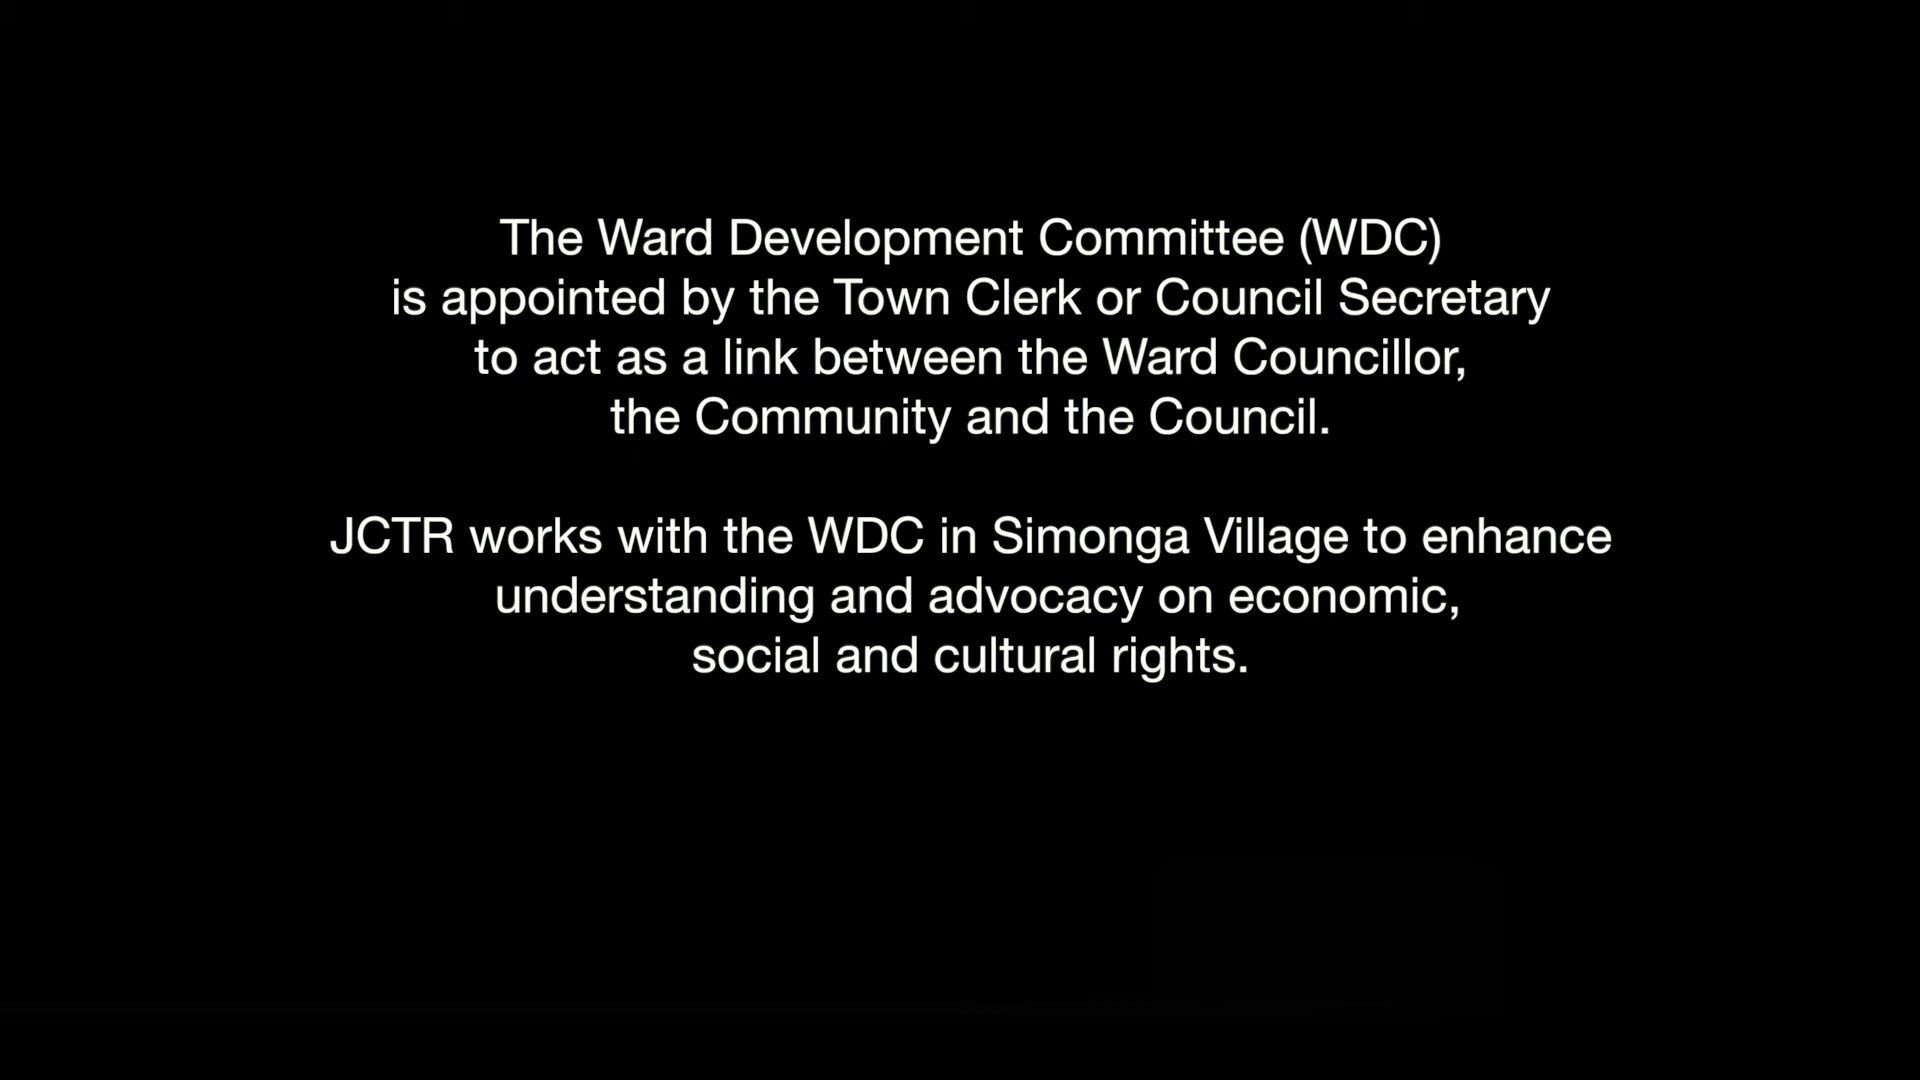 The Ward Development Committee (WDC)
is appointed by the Town Clerk or Council Secretary
to act as a link between the Ward Councillor,
the Community and the Council.
JCTR works with the WDC in Simonga Village to enhance
understanding and advocacy on economic,
social and cultural rights.